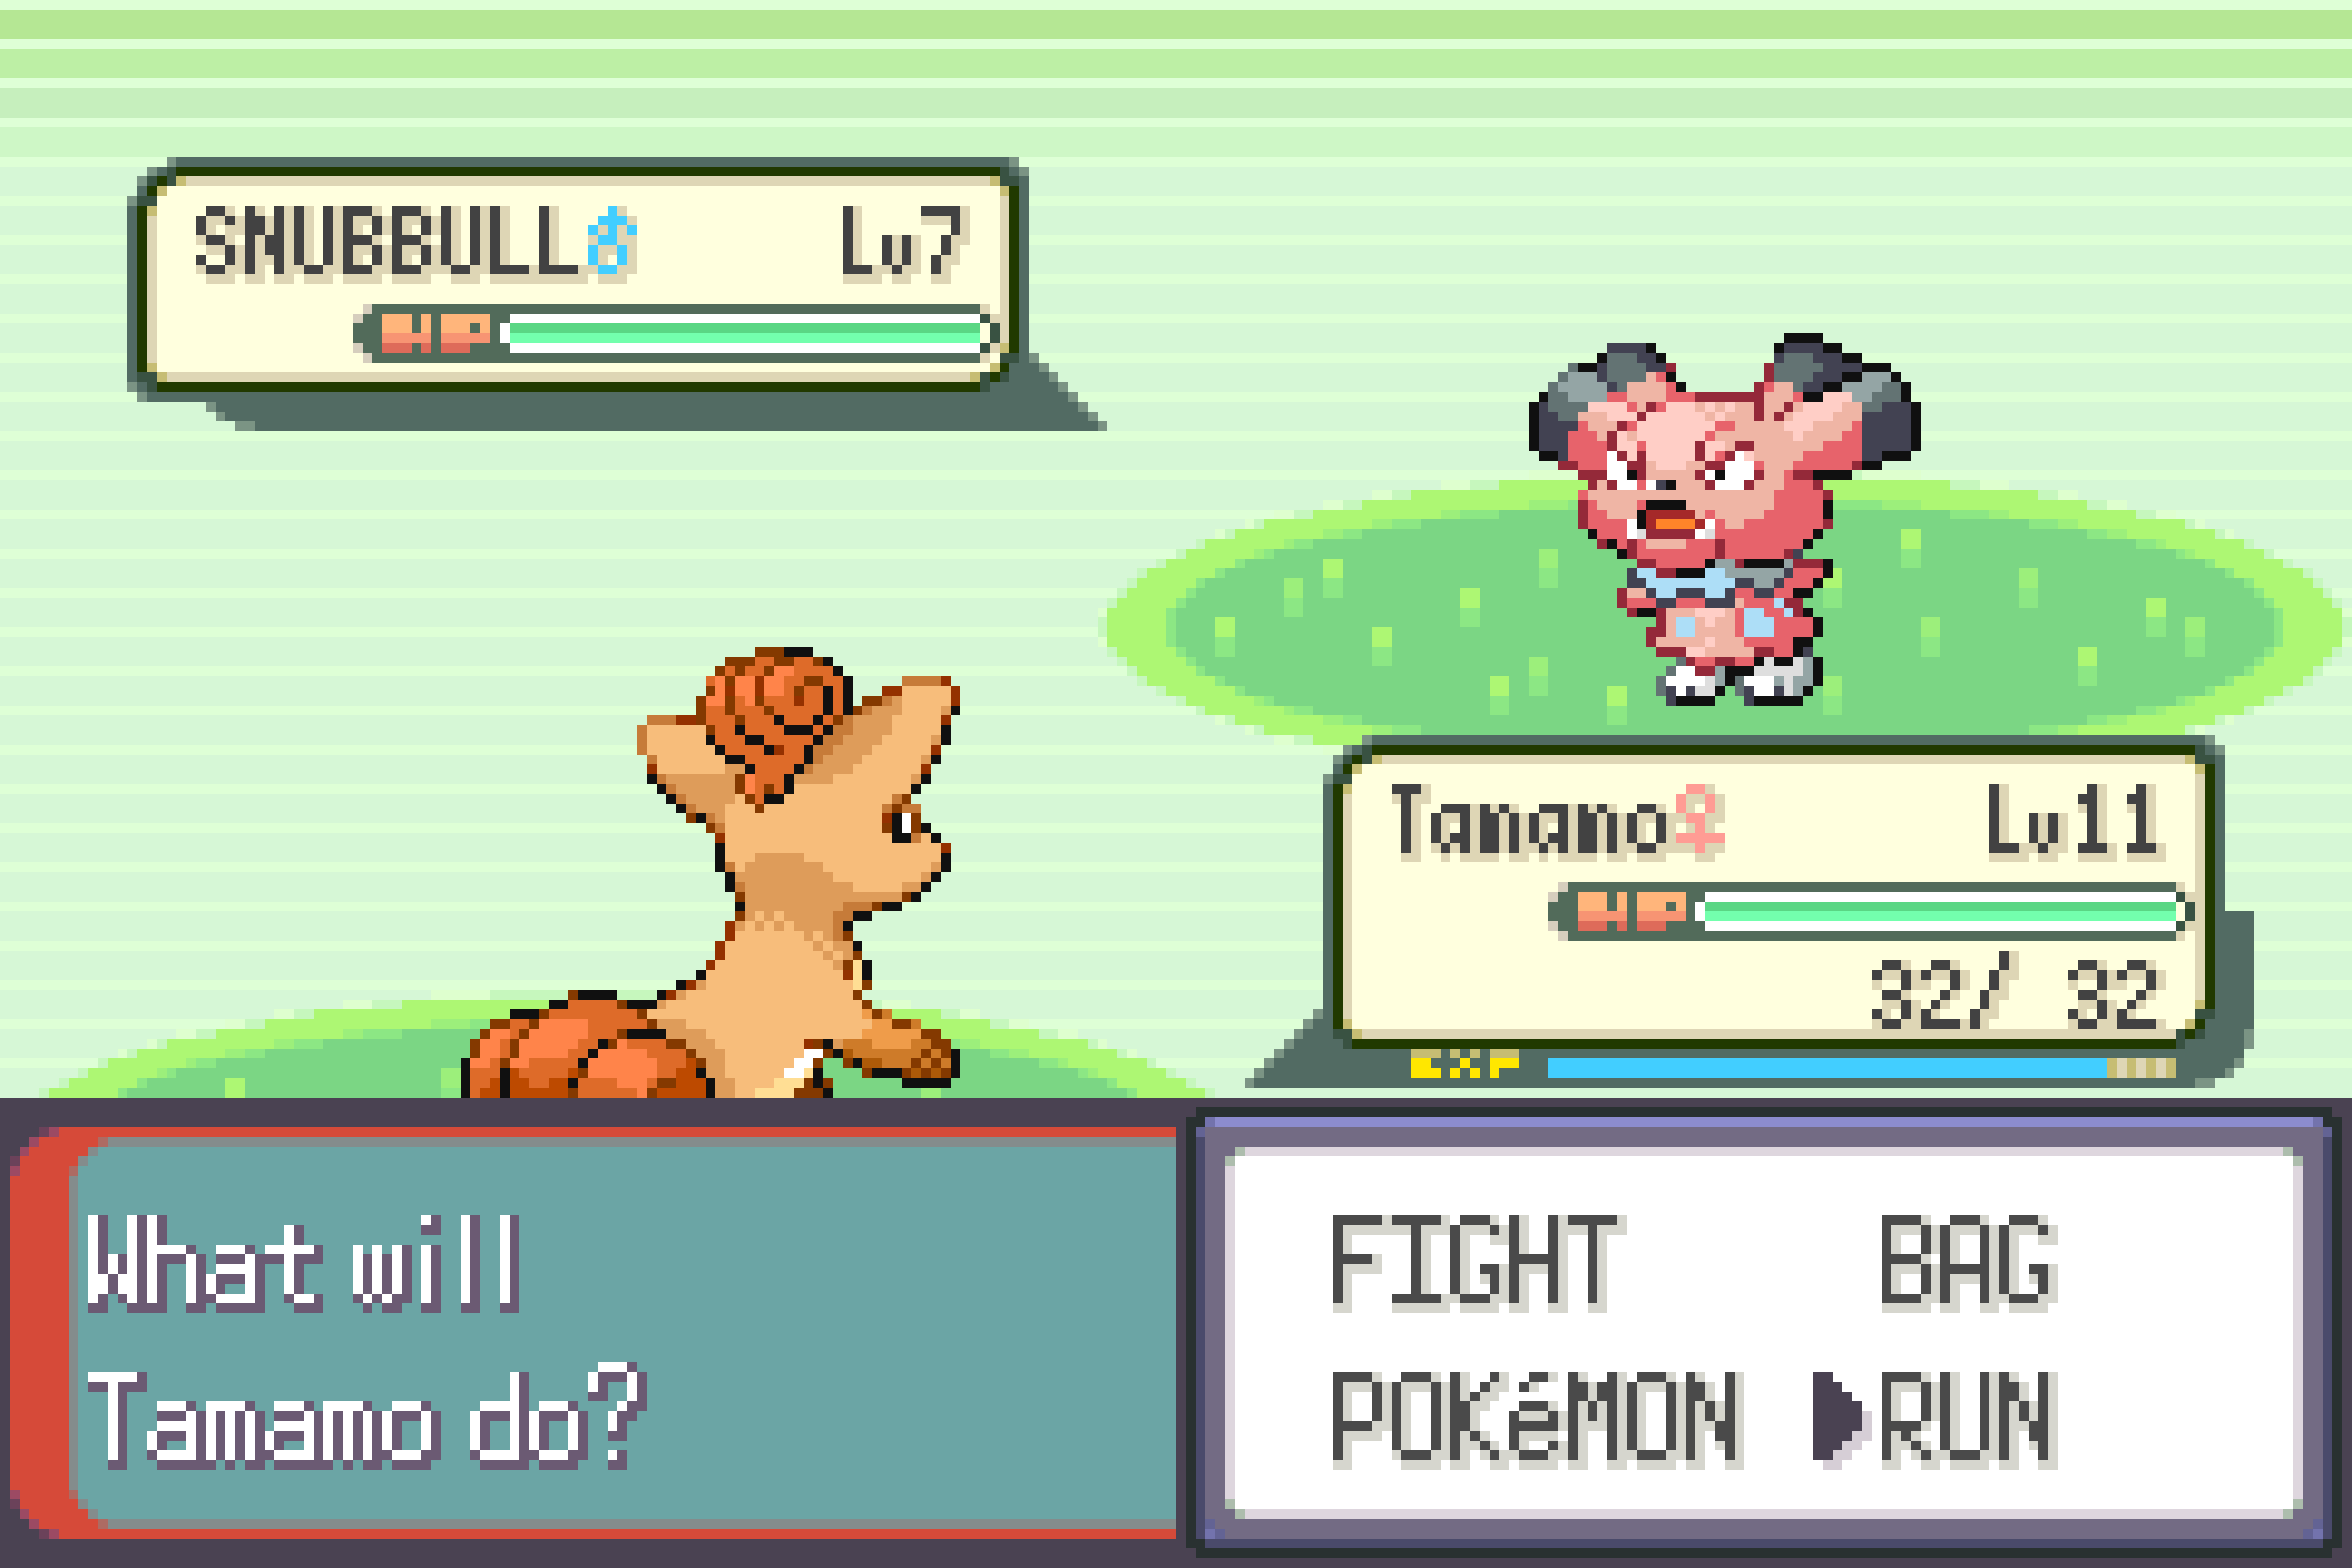 SNUBBULL♂ Lv7
HP
Tamamo♀ Lv11
HP
32/ 32
EXP
What will
Tamamo do?
FIGHT BAG
POKéMON ▶RUN